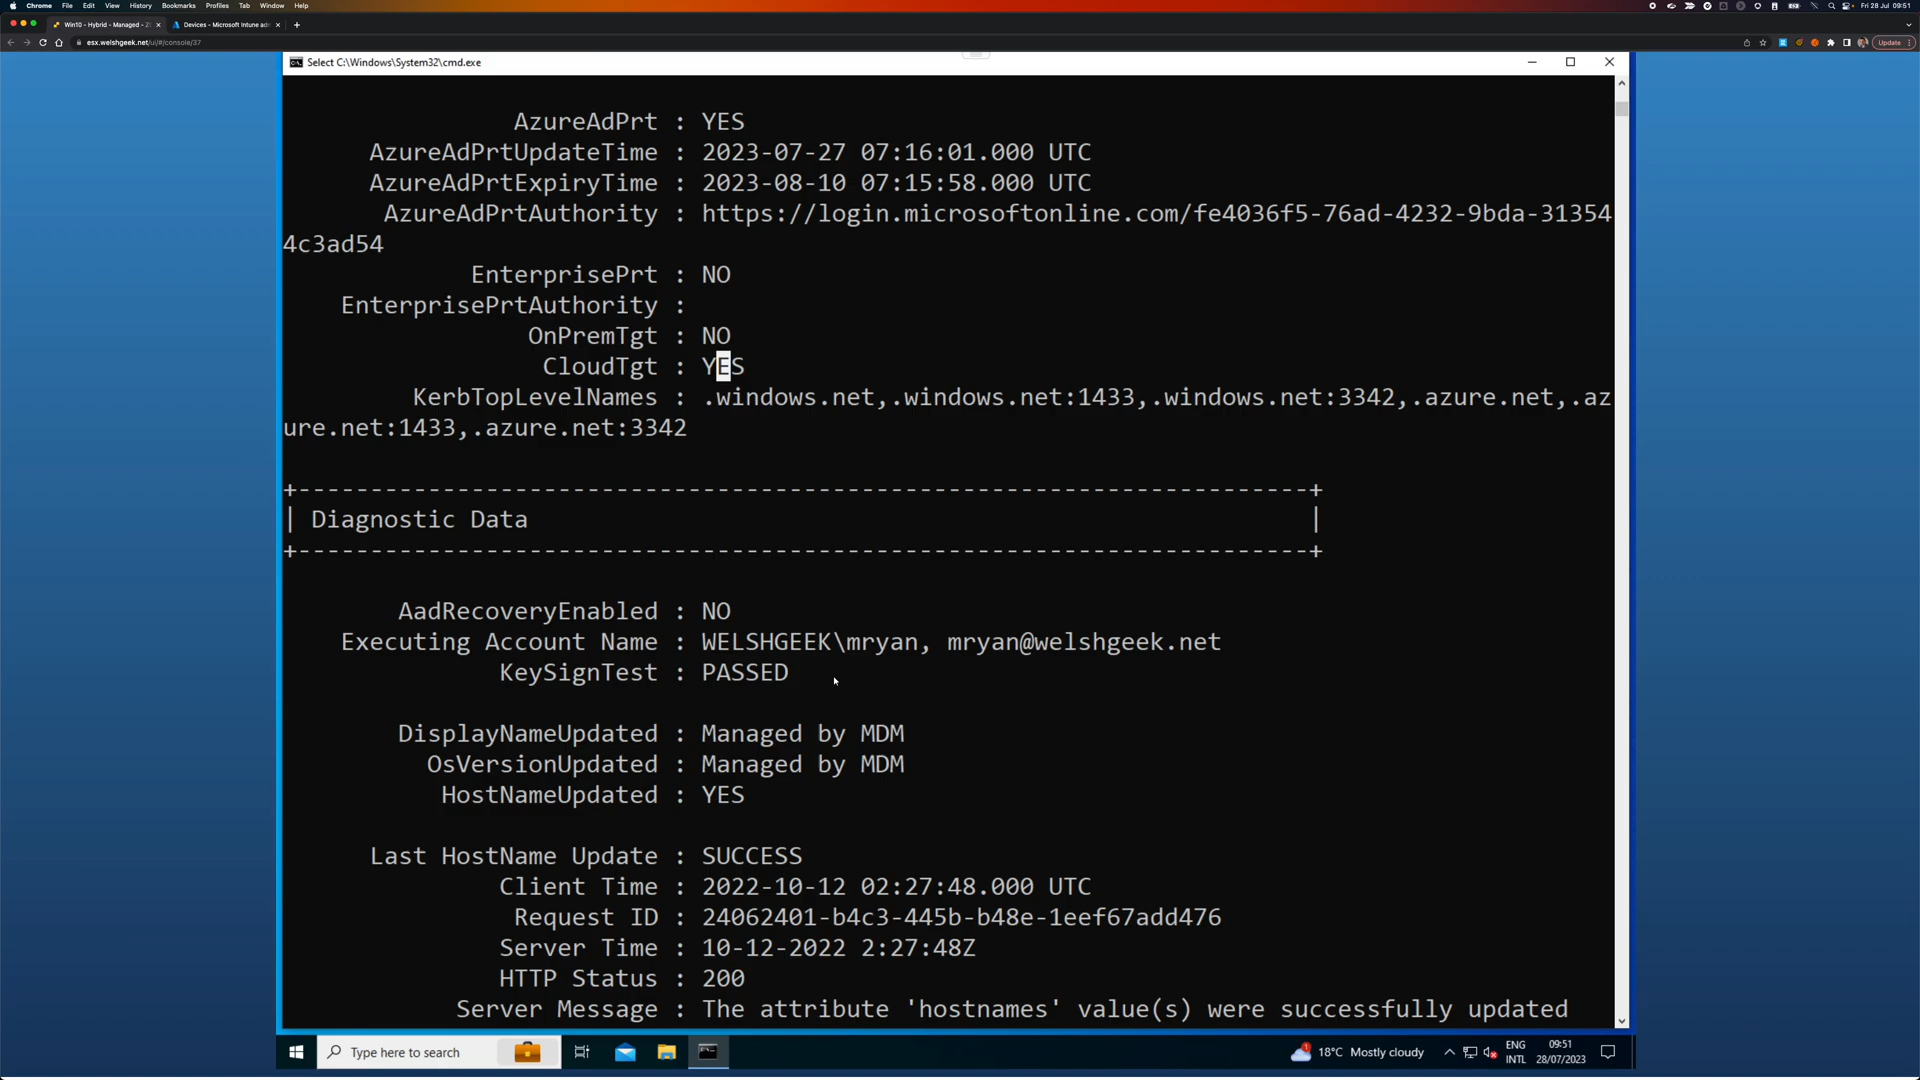 Chrome File Edit View History Bookmarks Profiles Tab Window Help
Fri 28 Jul 09:51
Win10 - Hybrid - Managed - Z
Devices - Microsoft Intune ad
esx.welshgeek.net/ui/#/console/37
Update
Select C:\Windows\System32\cmd.exe
AzureAdPrt : YES
AzureAdPrtUpdateTime : 2023-07-27 07:16:01.000 UTC
AzureAdPrtExpiryTime : 2023-08-10 07:15:58.000 UTC
AzureAdPrtAuthority : https://login.microsoftonline.com/fe4036f5-76ad-4232-9bda-31354
4c3ad54
EnterprisePrt : NO
EnterprisePrtAuthority :
OnPremTgt : NO
CloudTgt : YES
KerbTopLevelNames : .windows.net,.windows.net:1433,.windows.net:3342,.azure.net,.az
ure.net:1433,.azure.net:3342
+----------------------------------------------------------------------+
| Diagnostic Data |
+----------------------------------------------------------------------+
AadRecoveryEnabled : NO
Executing Account Name : WELSHGEEK\mryan, mryan@welshgeek.net
KeySignTest : PASSED
DisplayNameUpdated : Managed by MDM
OsVersionUpdated : Managed by MDM
HostNameUpdated : YES
Last HostName Update : SUCCESS
Client Time : 2022-10-12 02:27:48.000 UTC
Request ID : 24062401-b4c3-445b-b48e-1eef67add476
Server Time : 10-12-2022 2:27:48Z
HTTP Status : 200
Server Message : The attribute 'hostnames' value(s) were successfully updated
Type here to search
1
18°C Mostly cloudy
ENG
INTL
09:51
28/07/2023